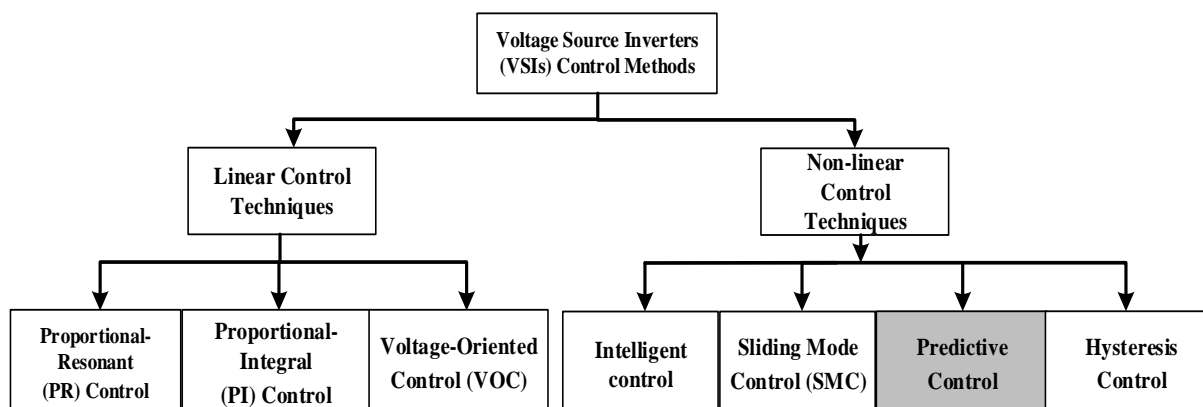 Voltage Source Inverters
(VSIs) Control Methods
Linear Control
Techniques
Non-linear
Control
Techniques
Proportional-
Resonant
(PR) Control
Proportional-
Integral
(PI) Control
Voltage-Oriented
Control (VOC)
Intelligent
control
Sliding Mode
Control (SMC)
Predictive
Control
Hysteresis
Control